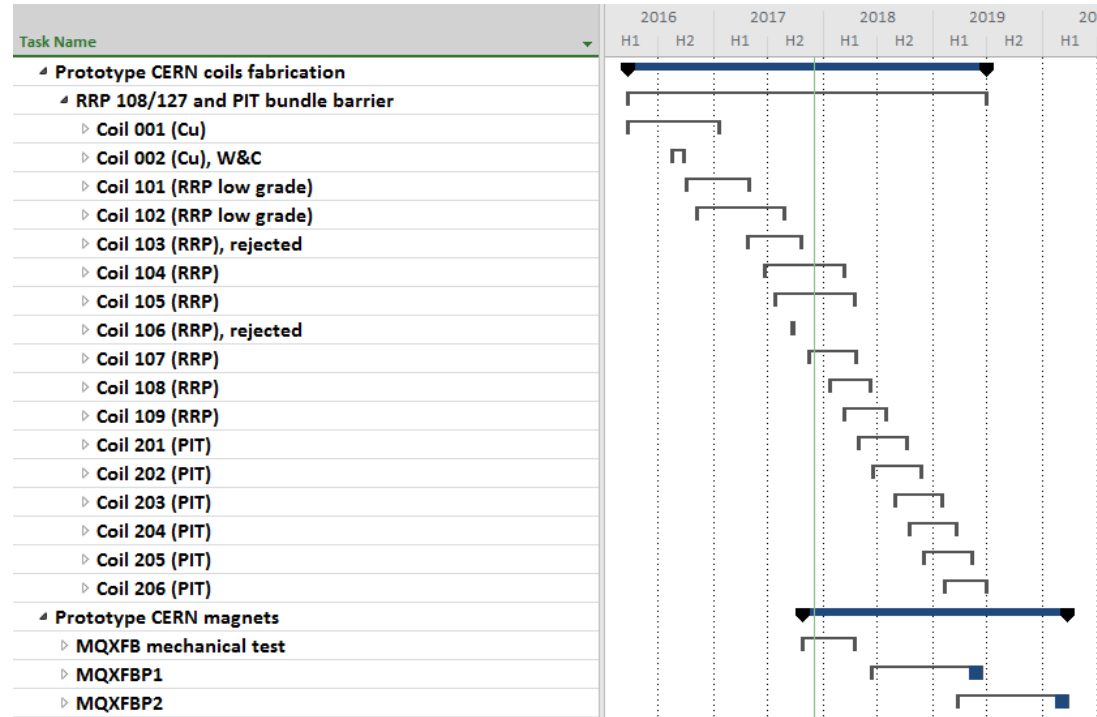 2016 2017 2018 2019 20
Task Name H1 H2 H1 H2 H1 H2 H1 H2 H1
Prototype CERN coils fabrication
RRP 108/127 and PIT bundle barrier
Coil 001 (Cu)
Coil 002 (Cu), W&C
Coil 101 (RRP low grade)
Coil 102 (RRP low grade)
Coil 103 (RRP), rejected
Coil 104 (RRP)
Coil 105 (RRP)
Coil 106 (RRP), rejected
Coil 107 (RRP)
Coil 108 (RRP)
Coil 109 (RRP)
Coil 201 (PIT)
Coil 202 (PIT)
Coil 203 (PIT)
Coil 204 (PIT)
Coil 205 (PIT)
Coil 206 (PIT)
Prototype CERN magnets
MQXFB mechanical test
MQXFBP1
MQXFBP2